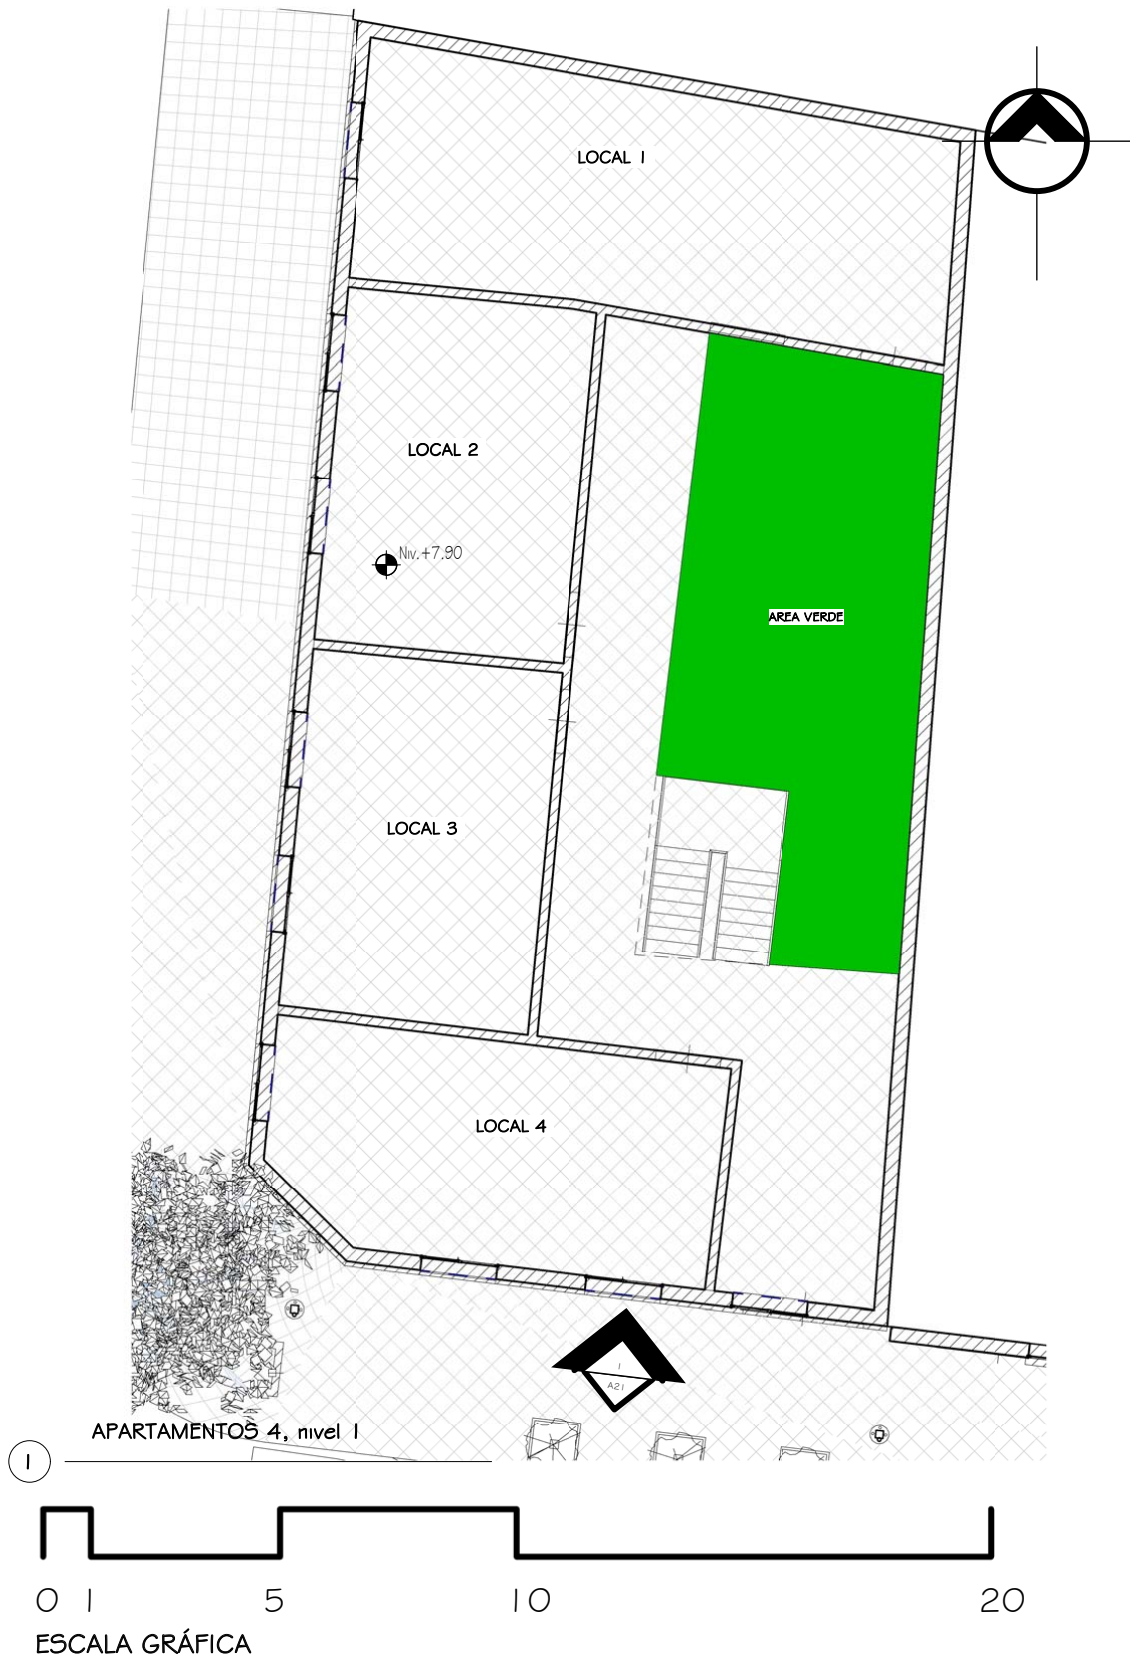 LOCAL 1
LOCAL 2
Niv.+7.90
AREA VERDE
LOCAL 3
LOCAL 4
1
A21
APARTAMENTOS 4, nivel 1
1
0 1 5 10 20
ESCALA GRÁFICA